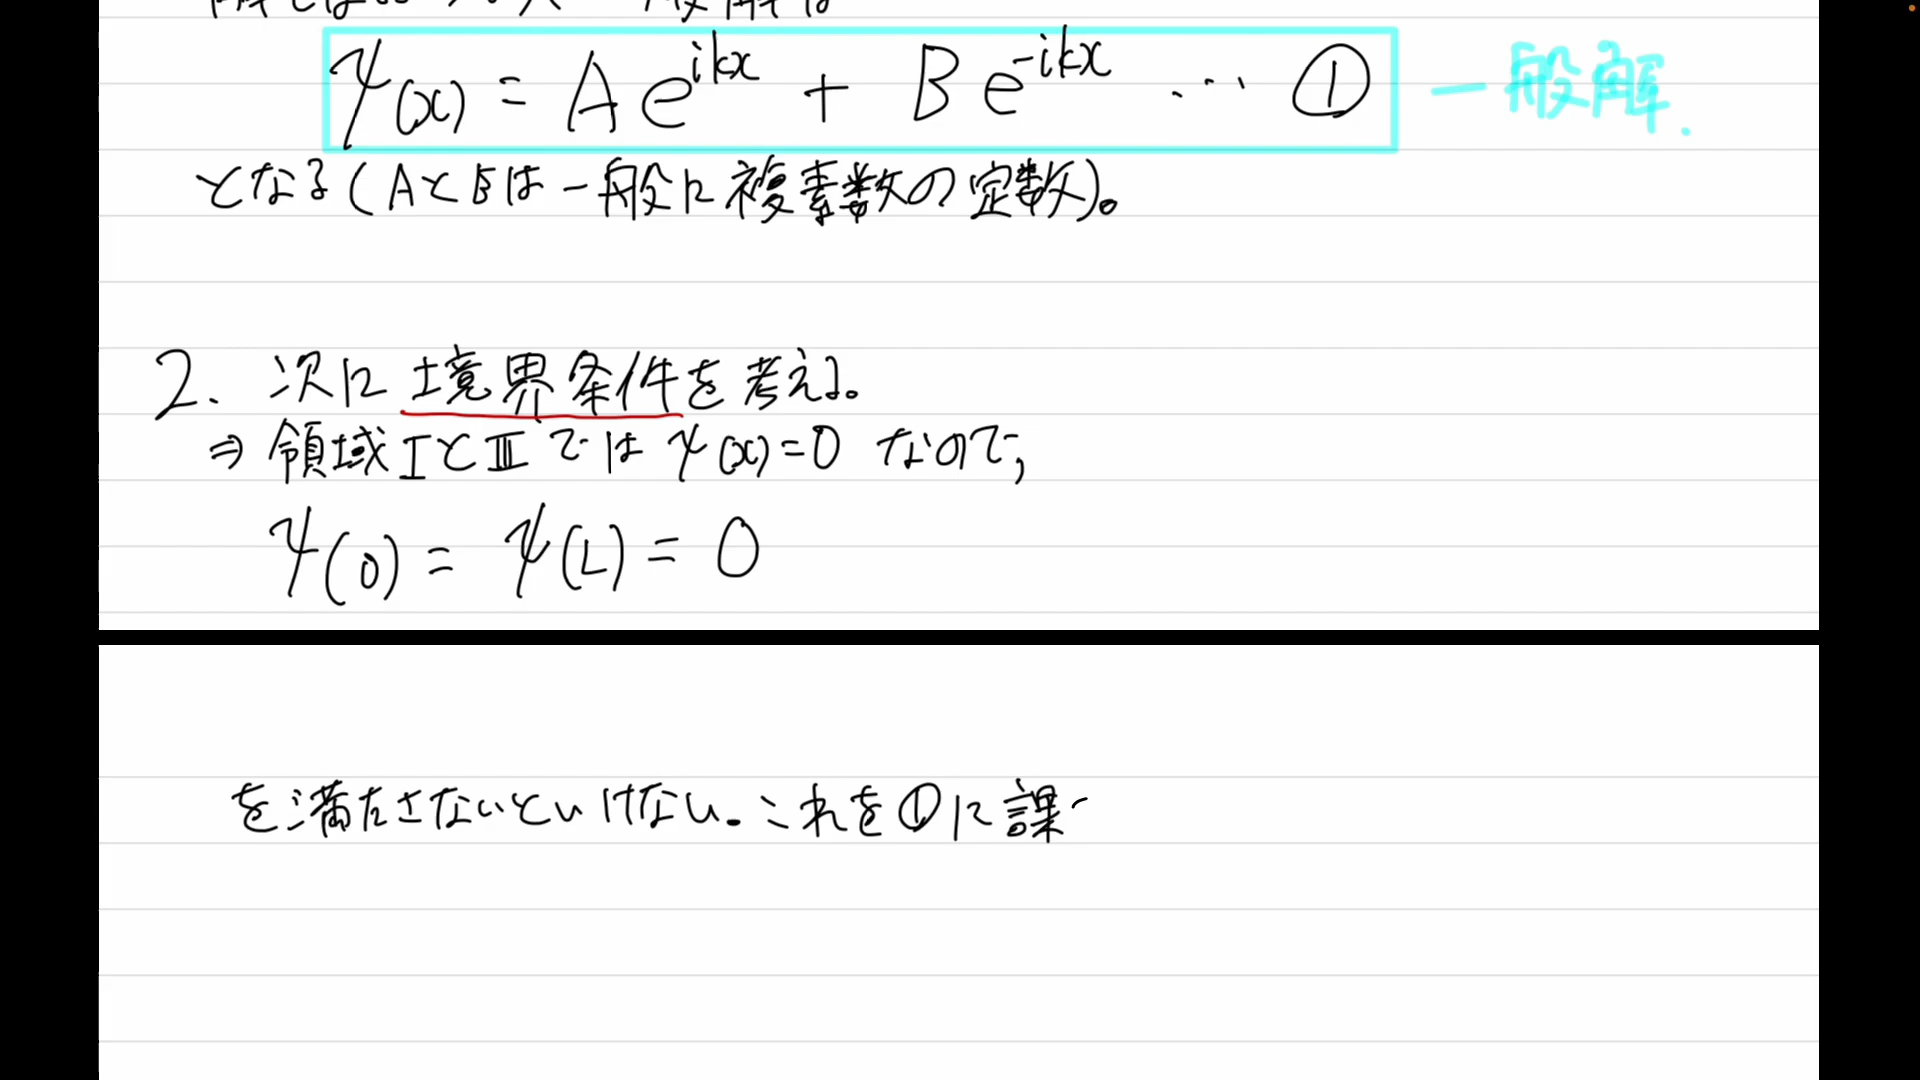 ψ(x) = A e^{ikx} + B e^{-ikx} … ① 一般解.
となる(AとBは一般に複素数の定数)。
2. 次に境界条件を考える。
⇒ 領域ⅠとⅢではψ(x)=0 なので,
ψ(0) = ψ(L) = 0
を満たさないといけない. これを①に課